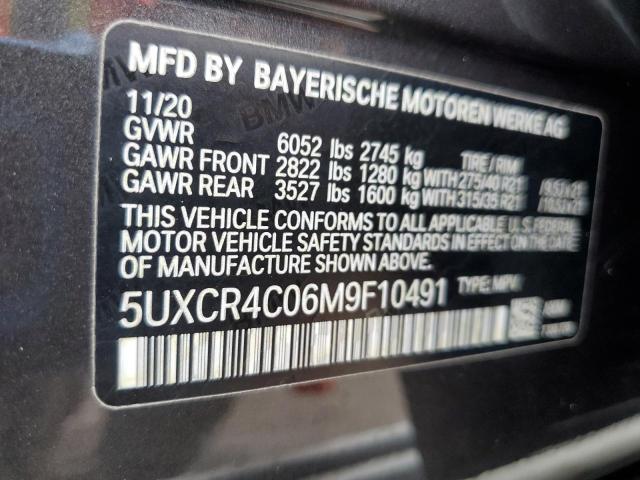 MFD BY BAYERISCHE MOTOREN WERKE AG
11/20
GVWR 6052 lbs 2745 kg TIRE / RIM
GAWR FRONT 2822 lbs 1280 kg WITH 275/40 R21
GAWR REAR 3527 lbs 1600 kg WITH 315/35 R21
THIS VEHICLE CONFORMS TO ALL APPLICABLE U.S. FEDERAL
MOTOR VEHICLE SAFETY STANDARDS IN EFFECT ON THE DATE
OF MANUFACTURE SHOWN ABOVE.
5UXCR4C06M9F10491 TYPE: MPV